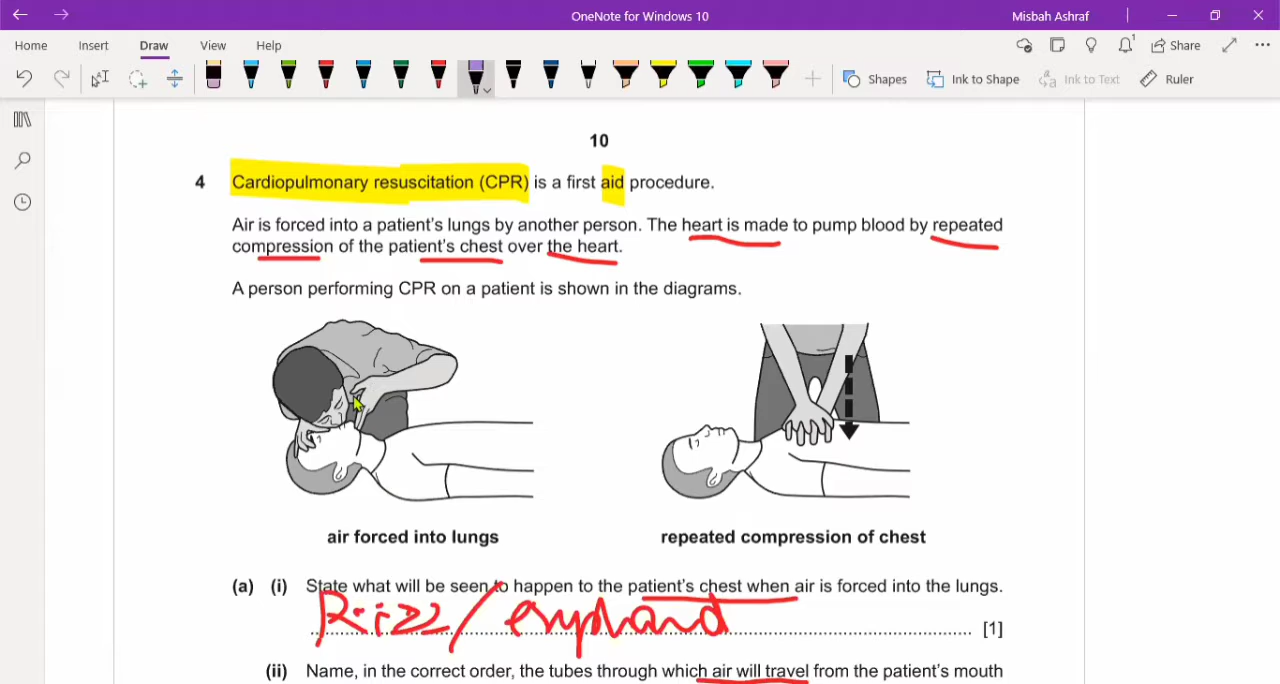 OneNote for Windows 10
Misbah Ashraf
Home Insert Draw View Help
Share
Shapes Ink to Shape Ink to Text Ruler
10
4 Cardiopulmonary resuscitation (CPR) is a first aid procedure.
Air is forced into a patient's lungs by another person. The heart is made to pump blood by repeated
compression of the patient's chest over the heart.
A person performing CPR on a patient is shown in the diagrams.
air forced into lungs
repeated compression of chest
(a) (i) State what will be seen to happen to the patient's chest when air is forced into the lungs.
[1]
(ii) Name, in the correct order, the tubes through which air will travel from the patient's mouth